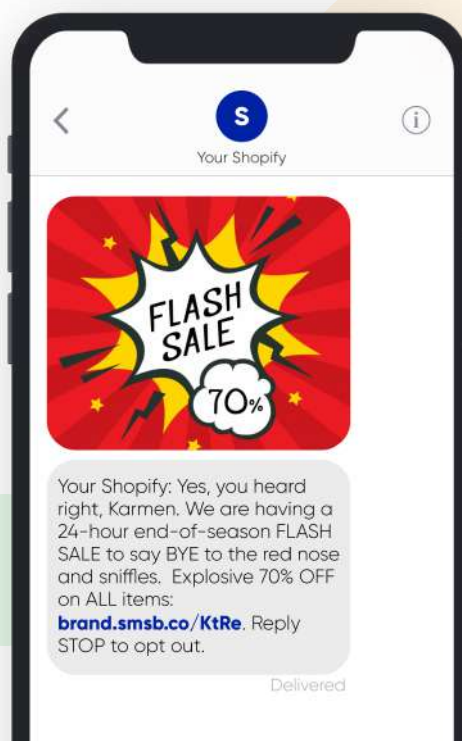 S
Your Shopify
FLASH
SALE
70%
Your Shopify: Yes, you heard
right, Karmen. We are having a
24-hour end-of-season FLASH
SALE to say BYE to the red nose
and sniffles.  Explosive 70% OFF
on ALL items:
brand.smsb.co/KtRe. Reply
STOP to opt out.
Delivered